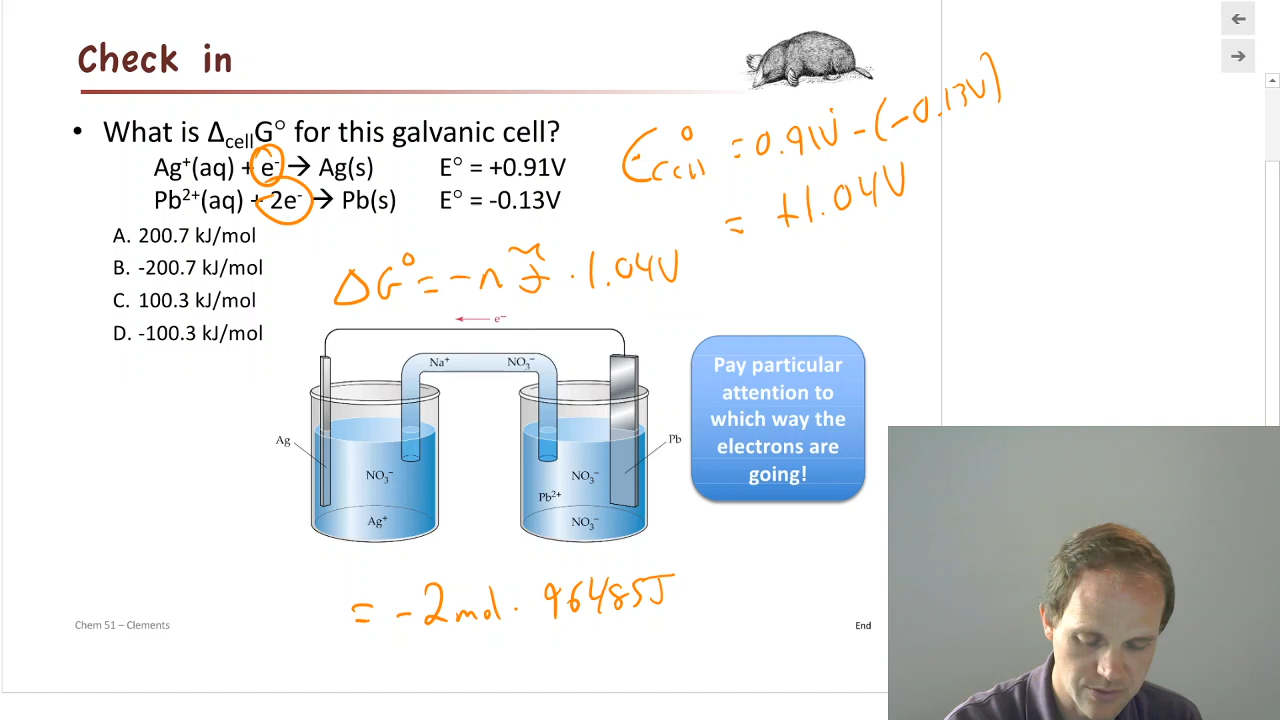 Check in
• What is ΔcellG° for this galvanic cell?
Ag⁺(aq) + e⁻ → Ag(s) E° = +0.91V
Pb²⁺(aq) + 2e⁻ → Pb(s) E° = -0.13V
A. 200.7 kJ/mol
B. -200.7 kJ/mol
C. 100.3 kJ/mol
D. -100.3 kJ/mol
E°cell = 0.91V - (-0.13V)
= +1.04V
ΔG° = -nF · 1.04V
e⁻
Na⁺ NO₃⁻
Ag
Pb
NO₃⁻
NO₃⁻
Pb²⁺
Ag⁺
NO₃⁻
Pay particular
attention to
which way the
electrons are
going!
= -2mol · 96485J
Chem 51 – Clements
End